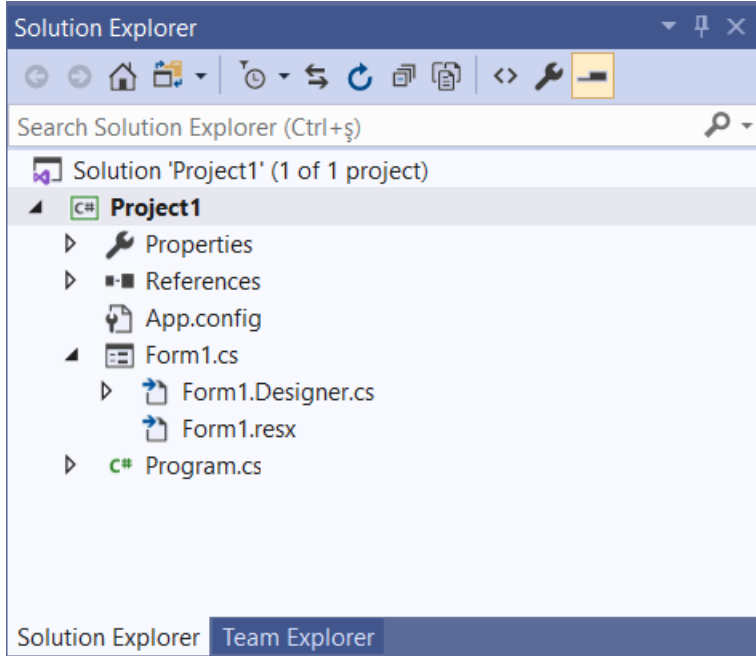 Solution Explorer
Search Solution Explorer (Ctrl+ş)
Solution 'Project1' (1 of 1 project)
C# Project1
Properties
References
App.config
Form1.cs
Form1.Designer.cs
Form1.resx
C# Program.cs
Solution Explorer Team Explorer